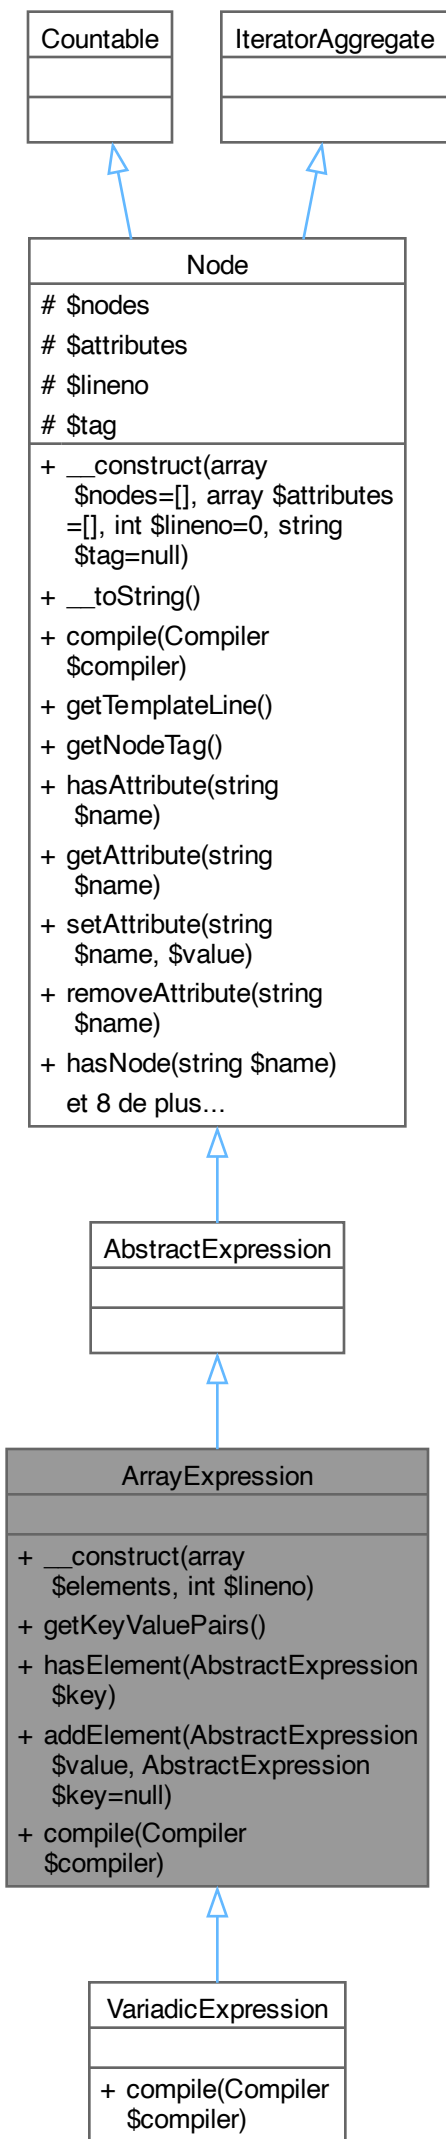 Countable
IteratorAggregate
Node
# $nodes
# $attributes
# $lineno
# $tag
+ __construct(array
$nodes=[], array $attributes
=[], int $lineno=0, string
$tag=null)
+ __toString()
+ compile(Compiler
$compiler)
+ getTemplateLine()
+ getNodeTag()
+ hasAttribute(string
$name)
+ getAttribute(string
$name)
+ setAttribute(string
$name, $value)
+ removeAttribute(string
$name)
+ hasNode(string $name)
et 8 de plus...
AbstractExpression
ArrayExpression
+ __construct(array
$elements, int $lineno)
+ getKeyValuePairs()
+ hasElement(AbstractExpression
$key)
+ addElement(AbstractExpression
$value, AbstractExpression
$key=null)
+ compile(Compiler
$compiler)
VariadicExpression
+ compile(Compiler
$compiler)